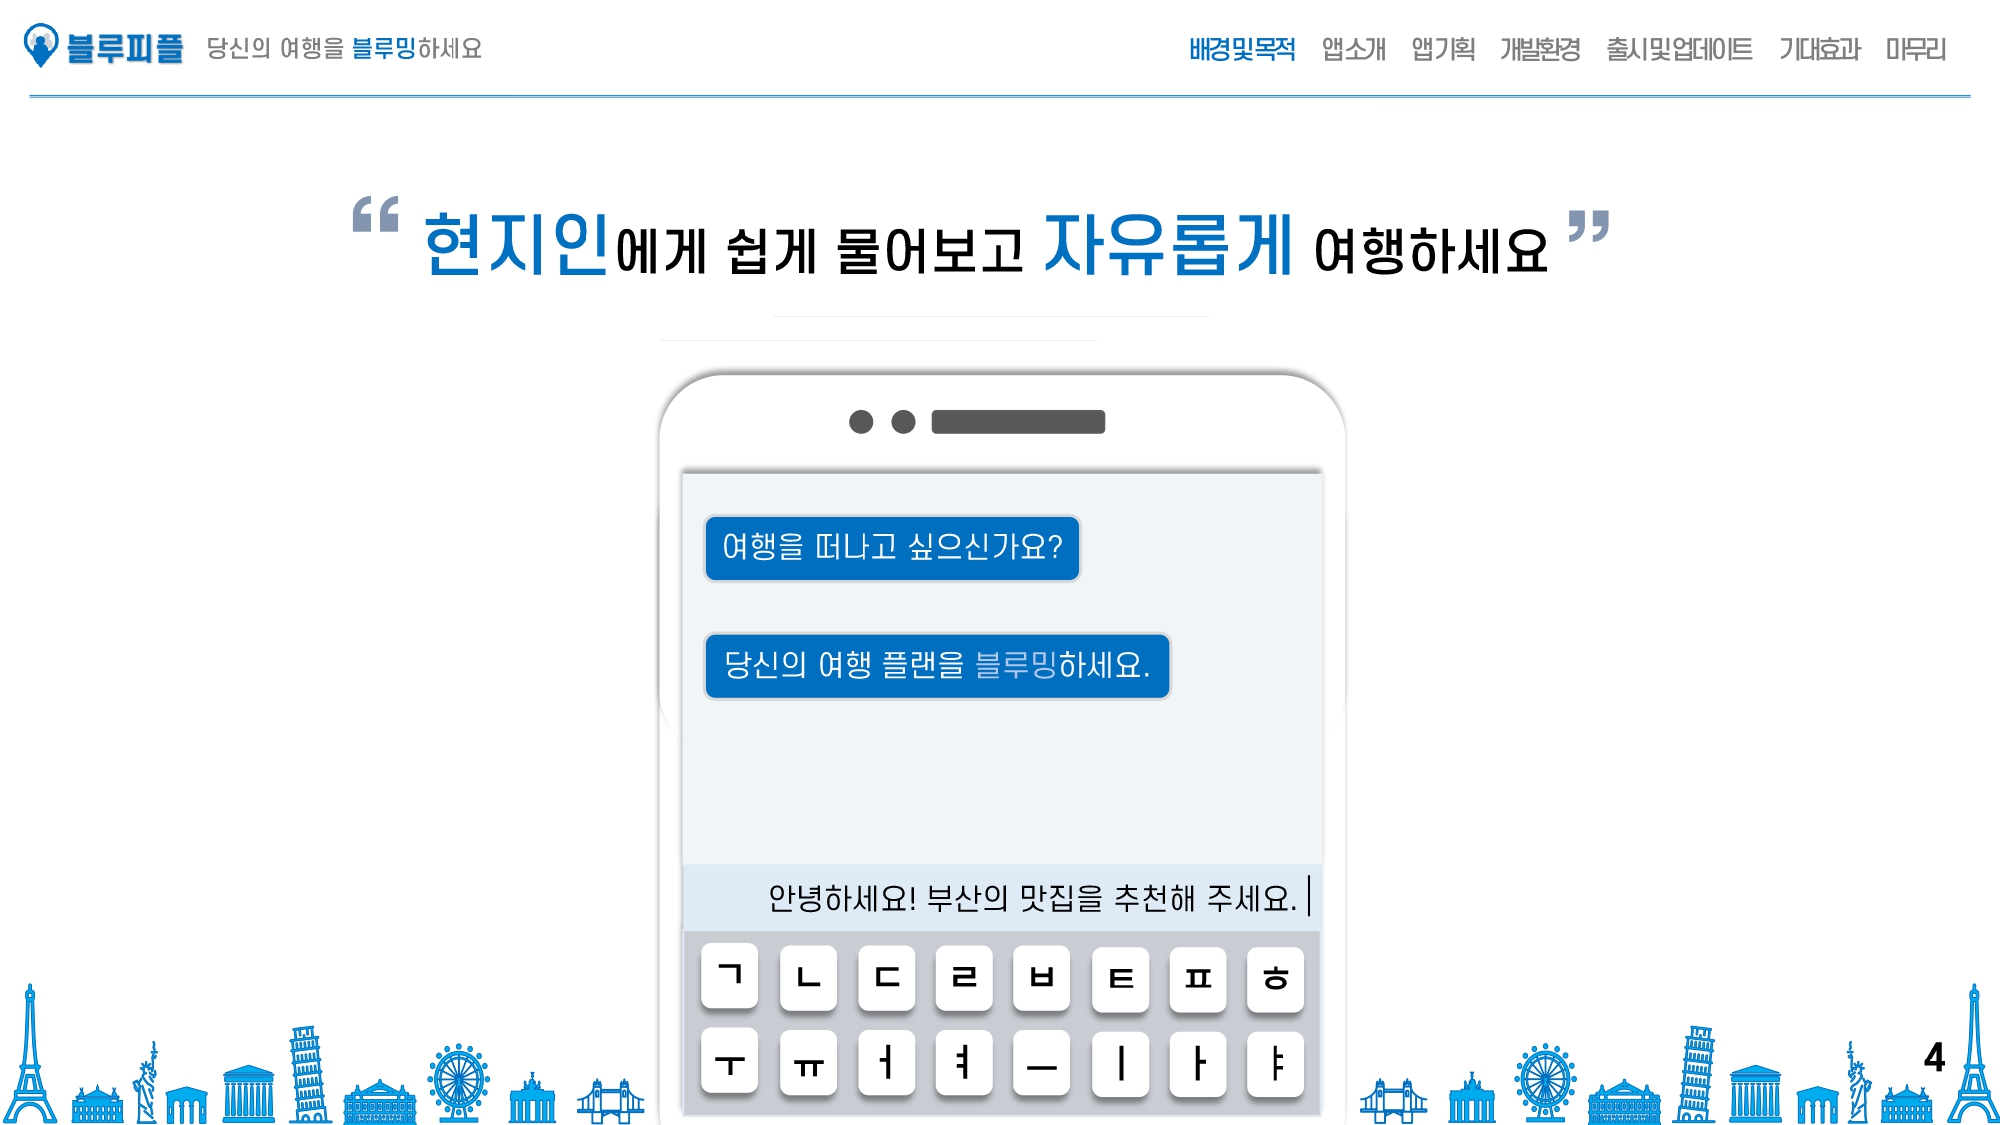 블루피플 당신의 여행을 블루밍하세요
배경및목적 앱소개 앱기획 개발환경 출시및업데이트 기대효과 마무리
“ 현지인에게 쉽게 물어보고 자유롭게 여행하세요 ”
여행을 떠나고 싶으신가요?
당신의 여행 플랜을 블루밍하세요.
안녕하세요! 부산의 맛집을 추천해 주세요.
ㄱ ㄴ ㄷ ㄹ ㅂ ㅌ ㅍ ㅎ
ㅜ ㅠ ㅓ ㅕ ㅡ ㅣ ㅏ ㅑ
4